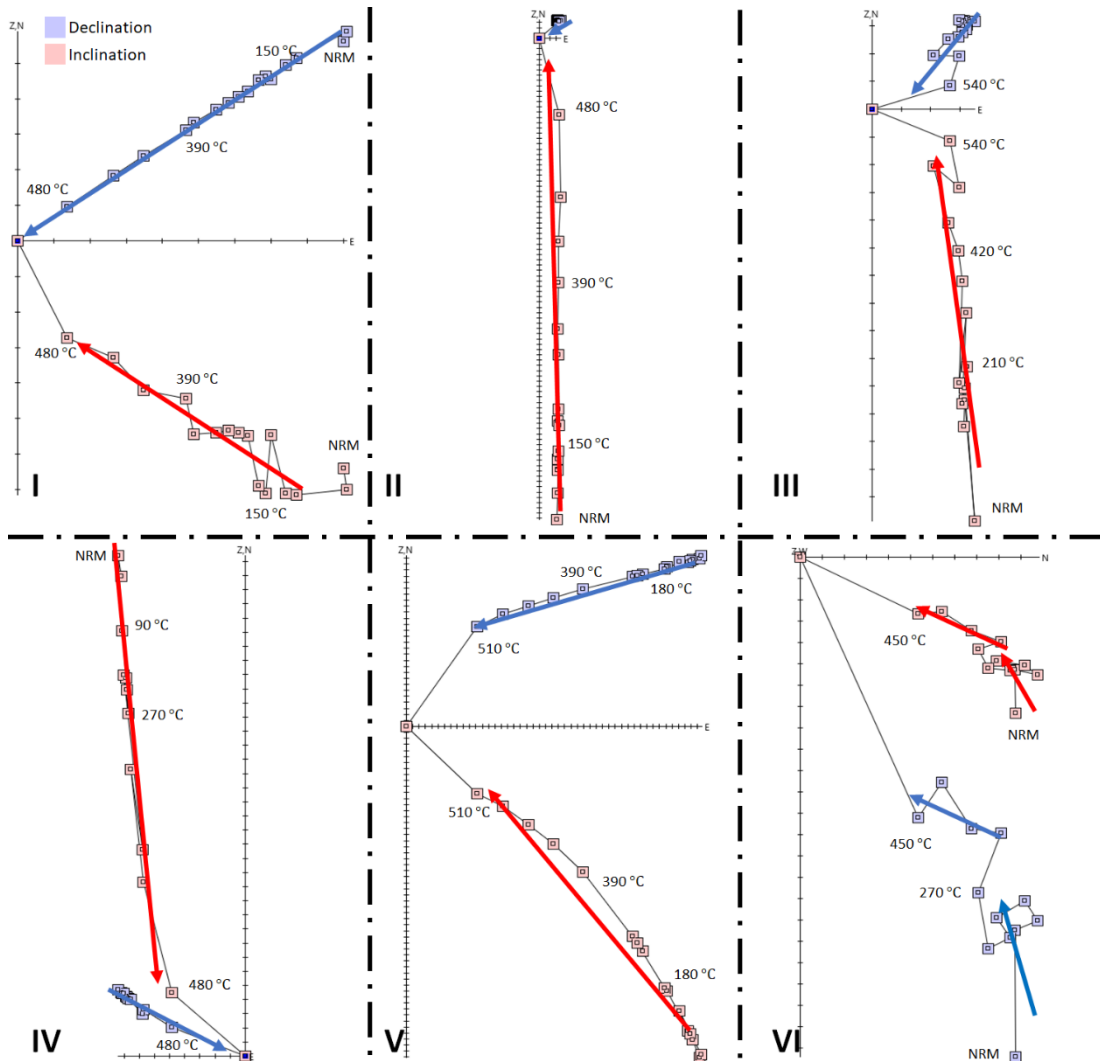 Z,N
Declination
Inclination
150 °C
NRM
390 °C
480 °C
E
480 °C
390 °C
NRM
150 °C
I
Z,N
E
480 °C
390 °C
150 °C
NRM
II
Z,N
540 °C
E
540 °C
420 °C
210 °C
NRM
III
Z,N
NRM
90 °C
270 °C
480 °C
480 °C
E
IV
Z,N
390 °C
180 °C
510 °C
E
510 °C
390 °C
180 °C
V
Z,W
N
450 °C
NRM
450 °C
270 °C
NRM
VI